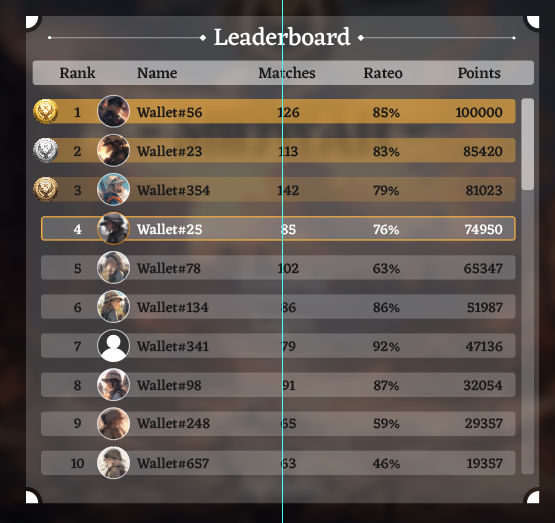 Leaderboard
Rank Name Matches Rateo Points
1 Wallet#56 126 85% 100000
2 Wallet#23 113 83% 85420
3 Wallet#354 142 79% 81023
4 Wallet#25 85 76% 74950
5 Wallet#78 102 63% 65347
6 Wallet#134 86 86% 51987
7 Wallet#341 79 92% 47136
8 Wallet#98 91 87% 32054
9 Wallet#248 65 59% 29357
10 Wallet#657 63 46% 19357